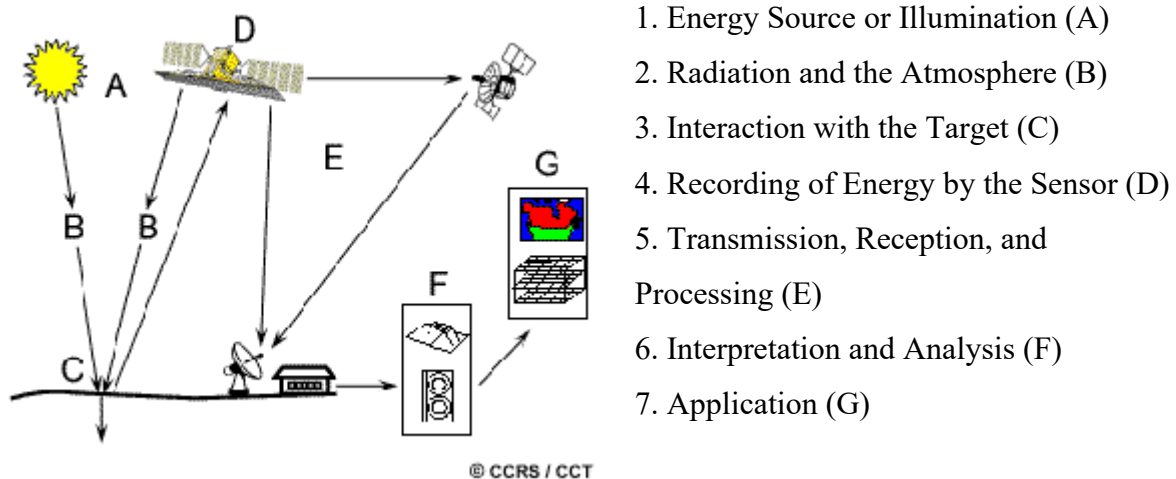 D
A
E
G
B
B
F
C
© CCRS / CCT
1. Energy Source or Illumination (A)
2. Radiation and the Atmosphere (B)
3. Interaction with the Target (C)
4. Recording of Energy by the Sensor (D)
5. Transmission, Reception, and
Processing (E)
6. Interpretation and Analysis (F)
7. Application (G)